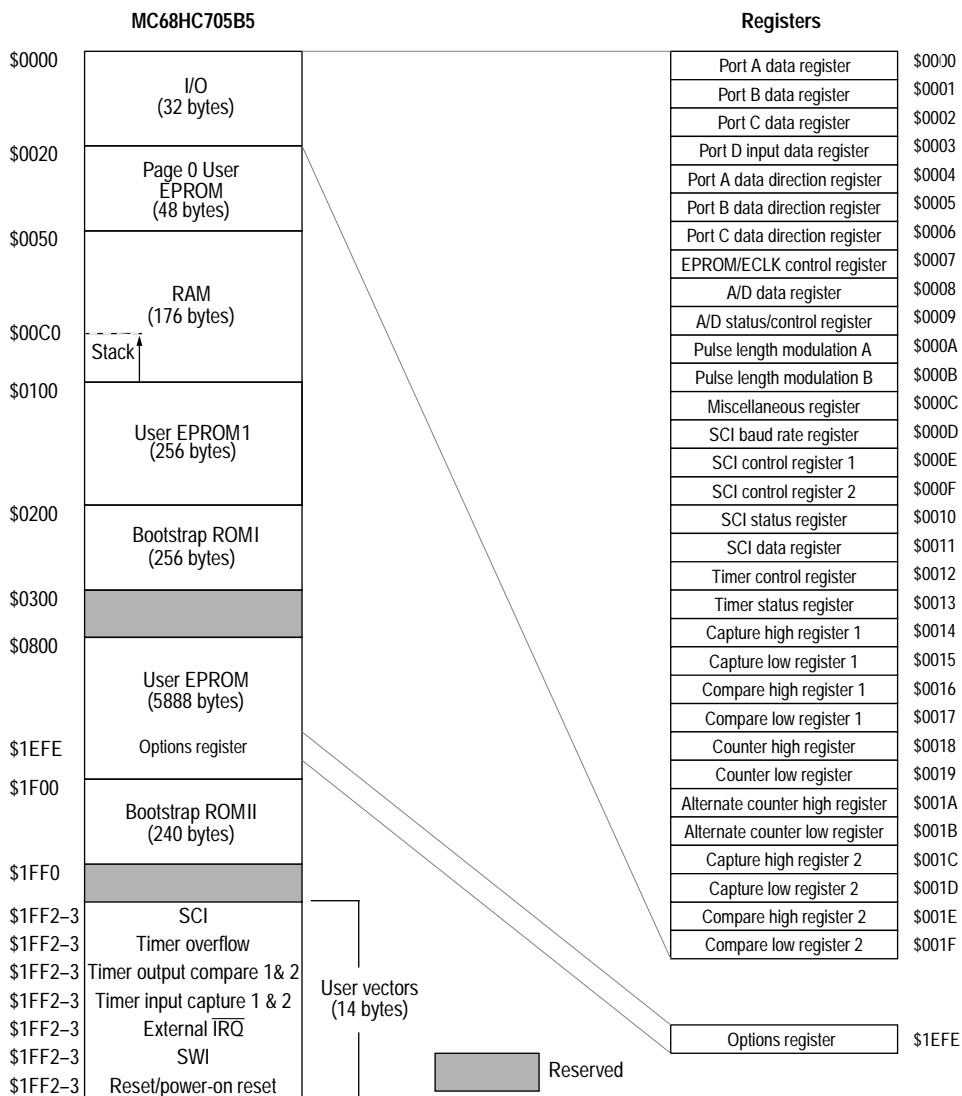 MC68HC705B5
$0000
I/O
(32 bytes)
$0020
Page 0 User
EPROM
(48 bytes)
$0050
RAM
(176 bytes)
$00C0
Stack
$0100
User EPROM1
(256 bytes)
$0200
Bootstrap ROMI
(256 bytes)
$0300
$0800
User EPROM
(5888 bytes)
$1EFE Options register
$1F00
Bootstrap ROMII
(240 bytes)
$1FF0
$1FF2–3 SCI
$1FF2–3 Timer overflow
$1FF2–3 Timer output compare 1& 2
$1FF2–3 Timer input capture 1 & 2
$1FF2–3 External IRQ
$1FF2–3 SWI
$1FF2–3 Reset/power-on reset
User vectors
(14 bytes)
Reserved
Registers
Port A data register $0000
Port B data register $0001
Port C data register $0002
Port D input data register $0003
Port A data direction register $0004
Port B data direction register $0005
Port C data direction register $0006
EPROM/ECLK control register $0007
A/D data register $0008
A/D status/control register $0009
Pulse length modulation A $000A
Pulse length modulation B $000B
Miscellaneous register $000C
SCI baud rate register $000D
SCI control register 1 $000E
SCI control register 2 $000F
SCI status register $0010
SCI data register $0011
Timer control register $0012
Timer status register $0013
Capture high register 1 $0014
Capture low register 1 $0015
Compare high register 1 $0016
Compare low register 1 $0017
Counter high register $0018
Counter low register $0019
Alternate counter high register $001A
Alternate counter low register $001B
Capture high register 2 $001C
Capture low register 2 $001D
Compare high register 2 $001E
Compare low register 2 $001F
Options register $1EFE